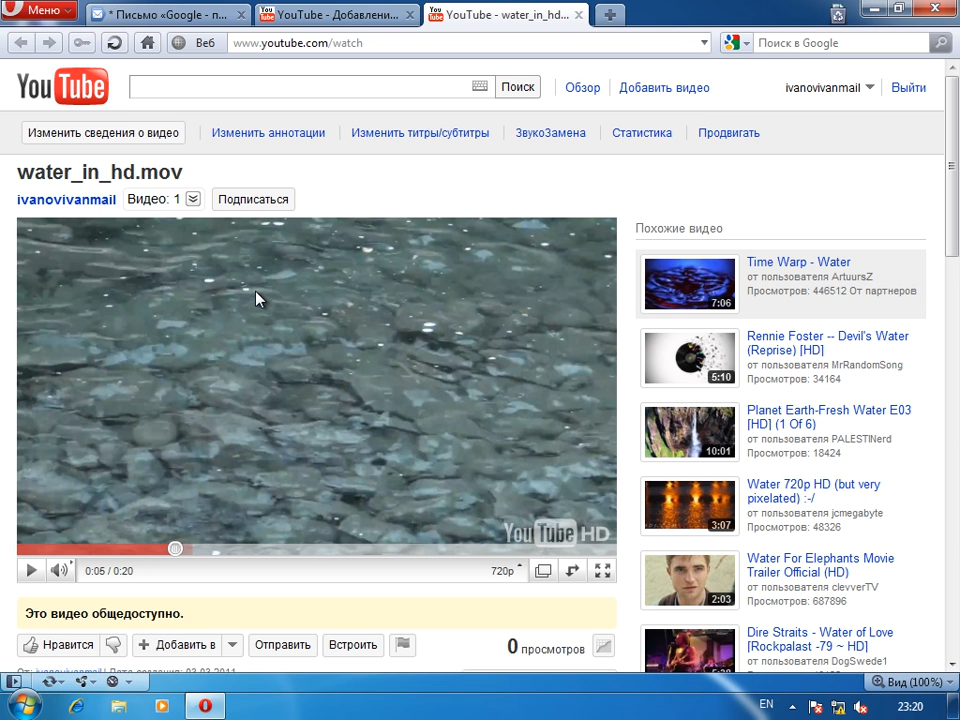 Меню
* Письмо «Google - п...
YouTube - Добавлени...
YouTube - water_in_hd...
Веб
www.youtube.com/watch
Поиск в Google
YouTube
Поиск
Обзор
Добавить видео
ivanovivanmail
Выйти
Изменить сведения о видео
Изменить аннотации
Изменить титры/субтитры
ЗвукоЗамена
Статистика
Продвигать
water_in_hd.mov
ivanovivanmail
Видео: 1
Подписаться
YouTube HD
0:05 / 0:20
720p
Это видео общедоступно.
Нравится
Добавить в
Отправить
Встроить
0 просмотров
Похожие видео
Time Warp - Water
от пользователя ArtuursZ
Просмотров: 446512 От партнеров
7:06
Rennie Foster -- Devil's Water
(Reprise) [HD]
от пользователя MrRandomSong
Просмотров: 34164
5:10
Planet Earth-Fresh Water E03
[HD] (1 Of 6)
от пользователя PALESTINerd
Просмотров: 18424
10:01
Water 720p HD (but very
pixelated) :-/
от пользователя jcmegabyte
Просмотров: 48326
3:07
Water For Elephants Movie
Trailer Official (HD)
от пользователя clevverTV
Просмотров: 687896
2:03
Dire Straits - Water of Love
[Rockpalast -79 ~ HD]
от пользователя DogSwede1
Просмотров:
Вид (100%)
EN
23:20